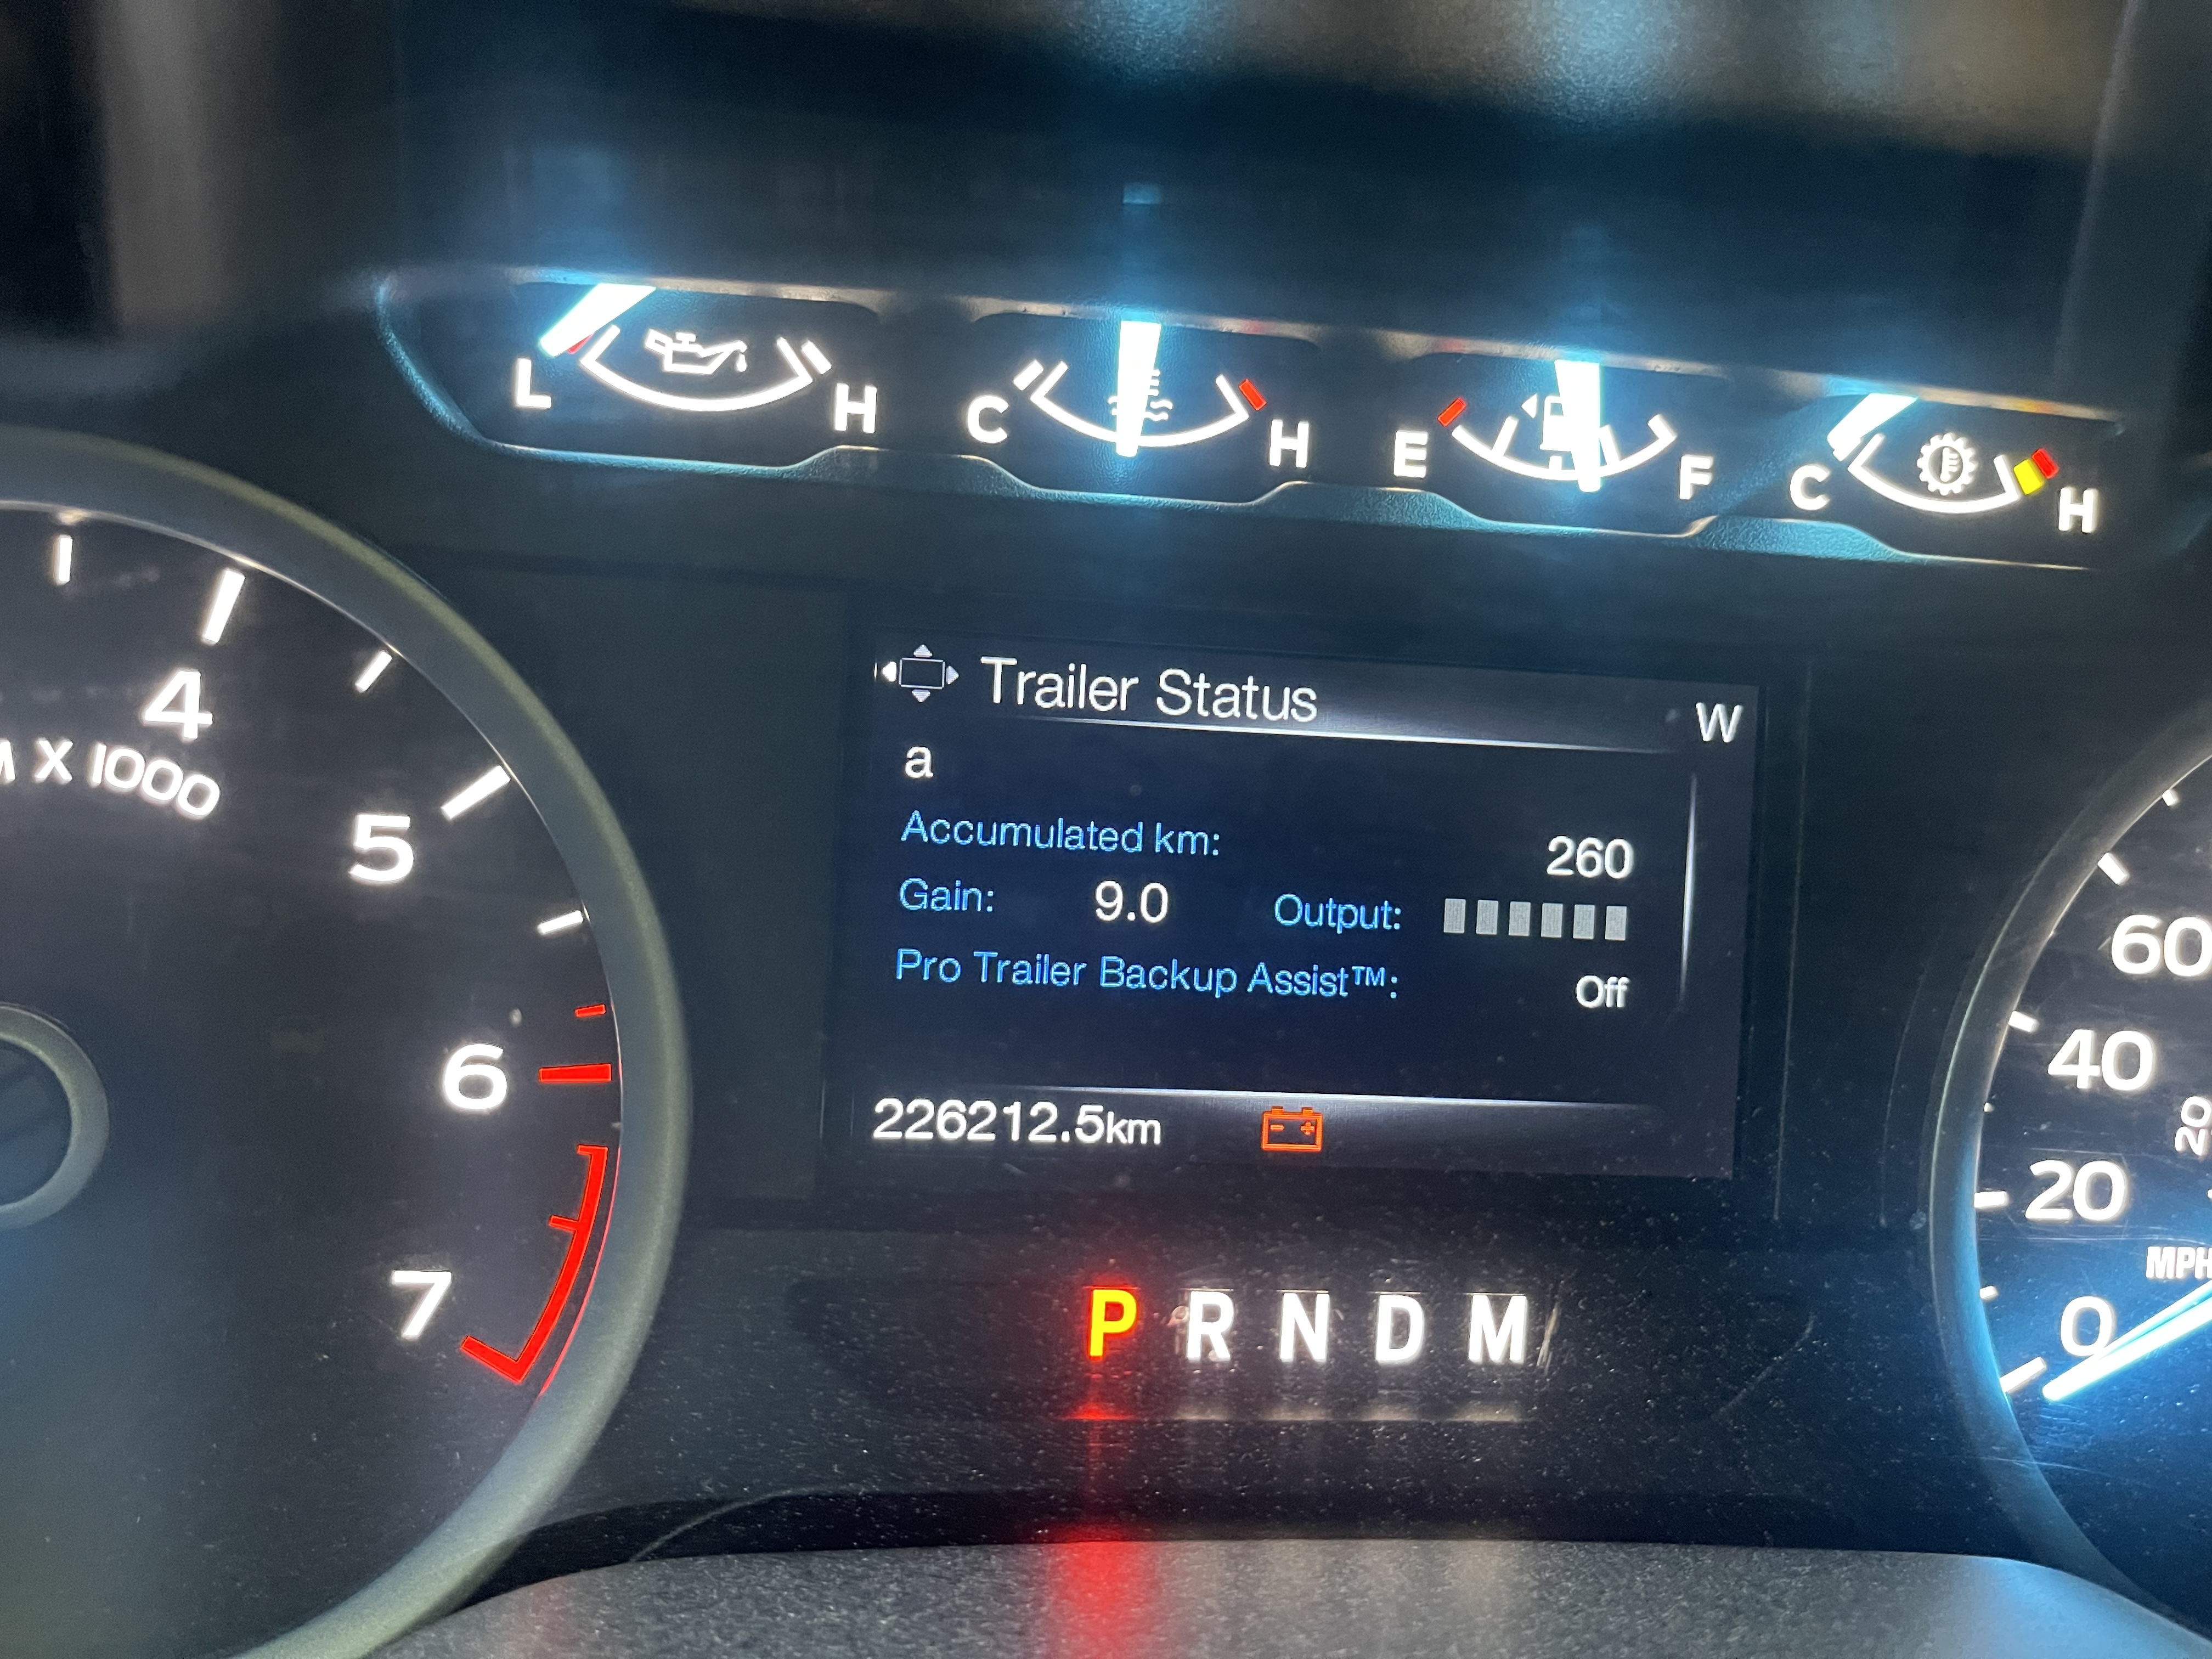 L H C H E F C H
4
M X 1000
5
6
7
Trailer Status
W
a
Accumulated km: 260
Gain: 9.0 Output:
Pro Trailer Backup Assist™: Off
226212.5km
P R N D M
60
40
20
20
MPH
0